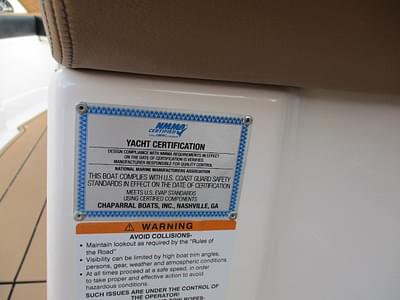 NMMA
CERTIFIED
YACHT CERTIFICATION
DESIGN COMPLIANCE WITH NMMA REQUIREMENTS IN EFFECT
ON THE DATE OF CERTIFICATION IS VERIFIED.
MANUFACTURER RESPONSIBLE FOR QUALITY CONTROL.
NATIONAL MARINE MANUFACTURERS ASSOCIATION
THIS BOAT COMPLIES WITH U.S. COAST GUARD SAFETY
STANDARDS IN EFFECT ON THE DATE OF CERTIFICATION
MEETS U.S. EVAP STANDARDS
USING CERTIFIED COMPONENTS
CHAPARRAL BOATS, INC., NASHVILLE, GA
WARNING
AVOID COLLISIONS-
• Maintain lookout as required by the "Rules of
the Road"
• Visibility can be limited by high boat trim angles,
persons, gear, weather and atmospheric conditions.
• At all times proceed at a safe speed, in order
to take proper and effective action to avoid
hazardous conditions.
SUCH ISSUES ARE UNDER THE CONTROL OF
THE OPERATOR!